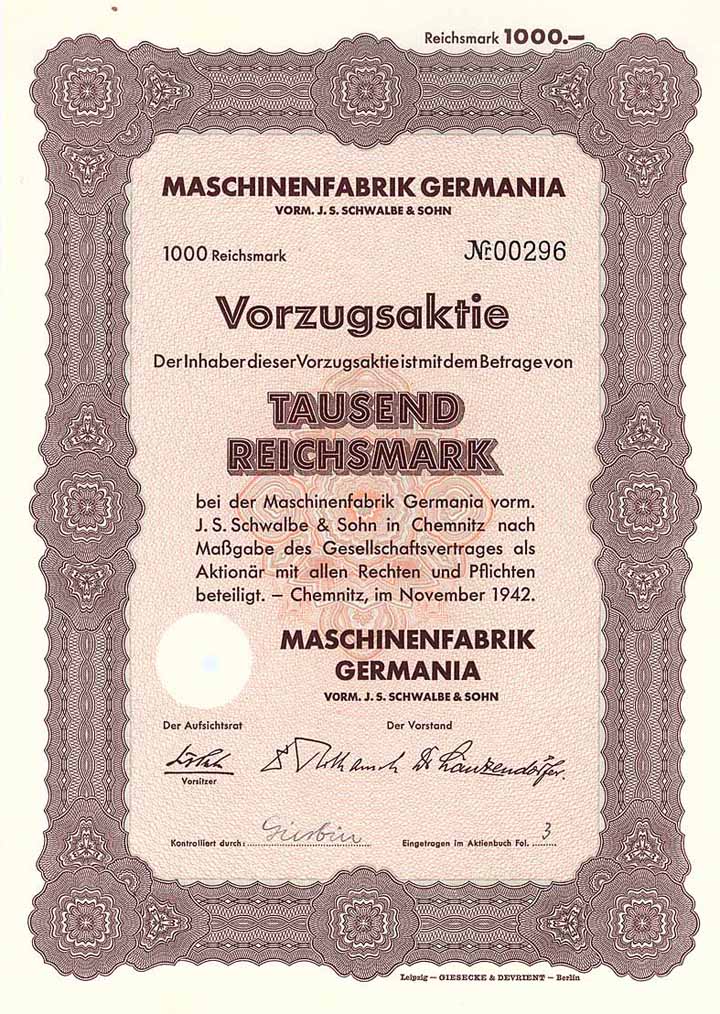 Reichsmark 1000.—
MASCHINENFABRIK GERMANIA
VORM. J. S. SCHWALBE & SOHN
1000 Reichsmark № 00296
Vorzugsaktie
Der Inhaber dieser Vorzugsaktie ist mit dem Betrage von
TAUSEND
REICHSMARK
bei der Maschinenfabrik Germania vorm.
J. S. Schwalbe & Sohn in Chemnitz nach
Maßgabe des Gesellschaftsvertrages als
Aktionär mit allen Rechten und Pflichten
beteiligt. – Chemnitz, im November 1942.
MASCHINENFABRIK
GERMANIA
VORM. J. S. SCHWALBE & SOHN
Der Aufsichtsrat Der Vorstand
Dr Lanzendörfer.
Vorsitzer
Kontrolliert durch: Eingetragen im Aktienbuch Fol. 3
Leipzig — GIESECKE & DEVRIENT — Berlin